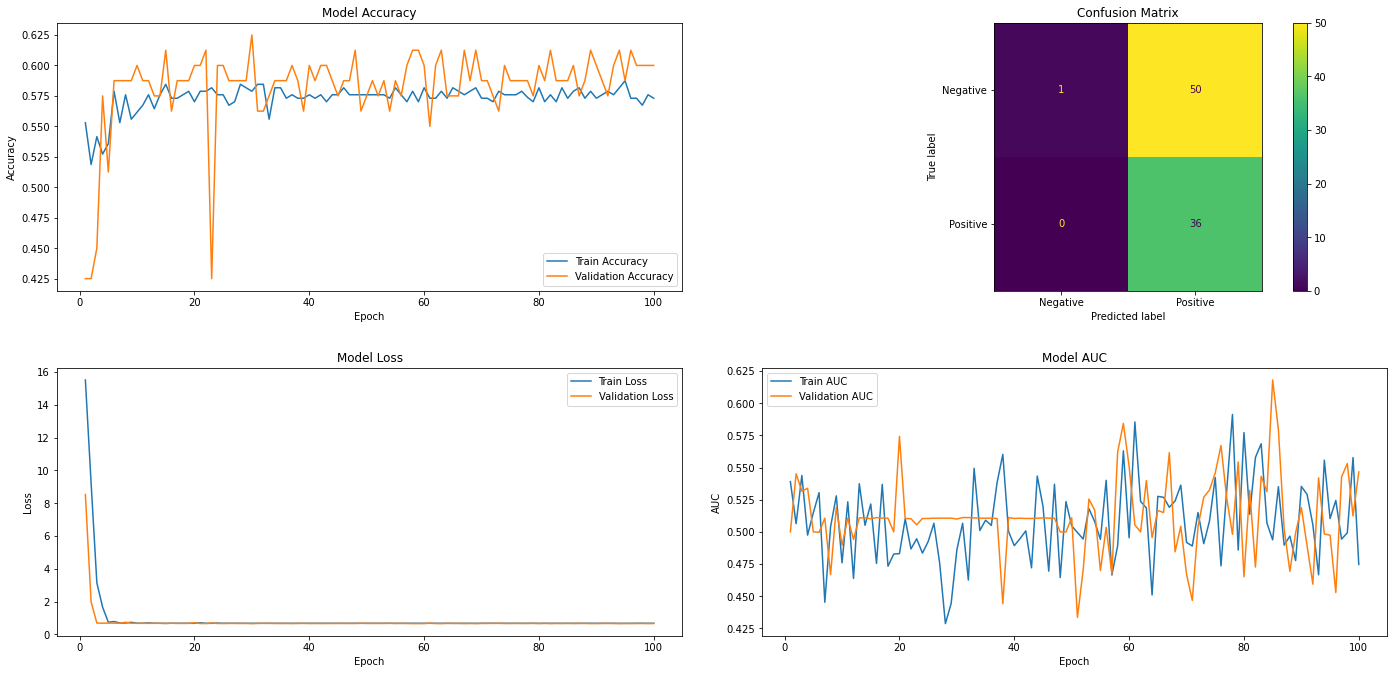 Model Accuracy
0.625
0.600
0.575
0.550
0.525
0.500
0.475
0.450
0.425
Accuracy
Train Accuracy
Validation Accuracy
0 20 40 60 80 100
Epoch
Confusion Matrix
Negative
Positive
True label
1 50
0 36
Negative Positive
Predicted label
50
40
30
20
10
0
Model Loss
16
14
12
10
8
6
4
2
0
Loss
Train Loss
Validation Loss
0 20 40 60 80 100
Epoch
Model AUC
0.625
0.600
0.575
0.550
0.525
0.500
0.475
0.450
0.425
AUC
Train AUC
Validation AUC
0 20 40 60 80 100
Epoch